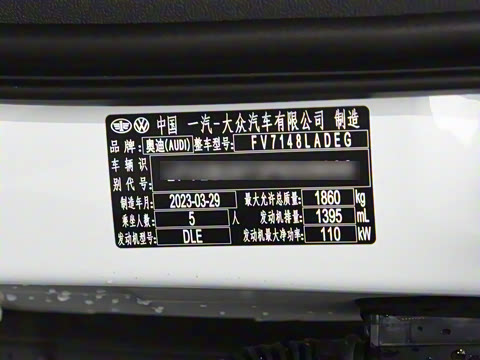 中国 一汽-大众汽车有限公司 制造
品牌: 奥迪(AUDI) 整车型号: FV7148LADEG
车辆识
别代号:
制造年月: 2023-03-29 最大允许总质量: 1860 kg
乘坐人数: 5 人 发动机排量: 1395 mL
发动机型号: DLE 发动机最大净功率: 110 kW